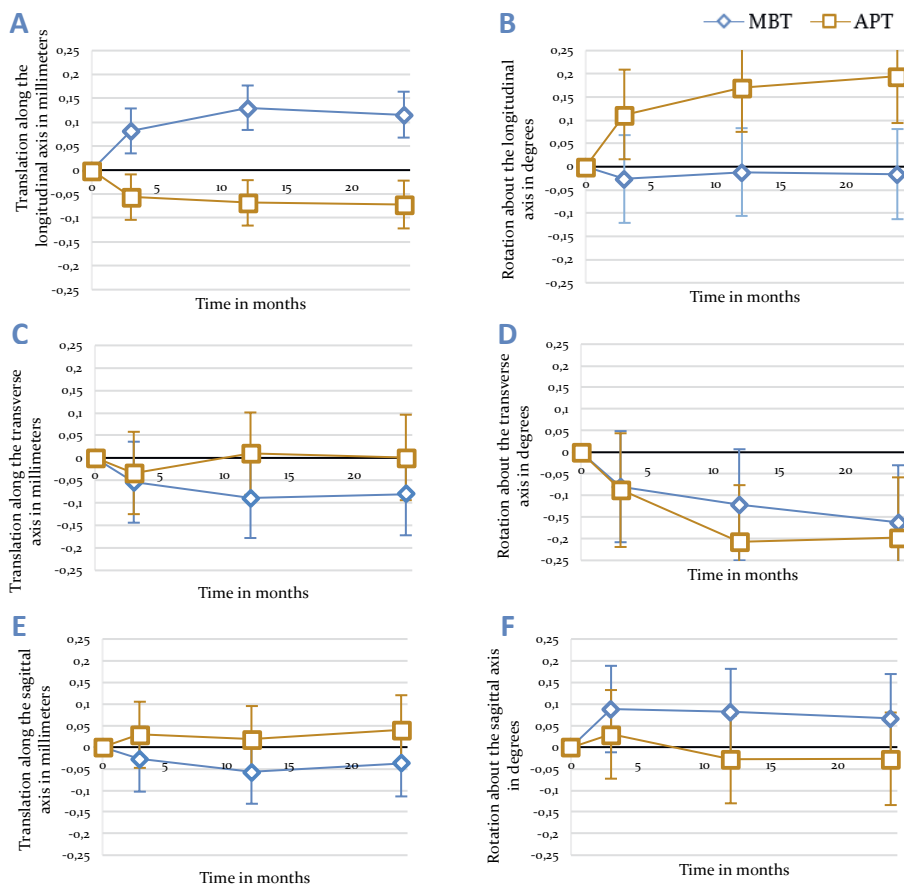 A
Translation along the
longitudinal axis in millimeters
0,25
0,2
0,15
0,1
0,05
0
-0,05
-0,1
-0,15
-0,2
-0,25
0 5 10 15 20
Time in months
B
MBT APT
Rotation about the longitudinal
axis in degrees
0,25
0,2
0,15
0,1
0,05
0
-0,05
-0,1
-0,15
-0,2
-0,25
0 5 10 15 20
Time in months
C
Translation along the transverse
axis in millimeters
0,25
0,2
0,15
0,1
0,05
0
-0,05
-0,1
-0,15
-0,2
-0,25
0 5 10 15 20
Time in months
D
Rotation about the transverse
axis in degrees
0,25
0,2
0,15
0,1
0,05
0
-0,05
-0,1
-0,15
-0,2
-0,25
0 5 10 15 20
Time in months
E
Translation along the sagittal
axis in millimeters
0,25
0,2
0,15
0,1
0,05
0
-0,05
-0,1
-0,15
-0,2
-0,25
0 5 10 15 20
Time in months
F
Rotation about the sagittal axis
in degrees
0,25
0,2
0,15
0,1
0,05
0
-0,05
-0,1
-0,15
-0,2
-0,25
0 5 10 15 20
Time in months